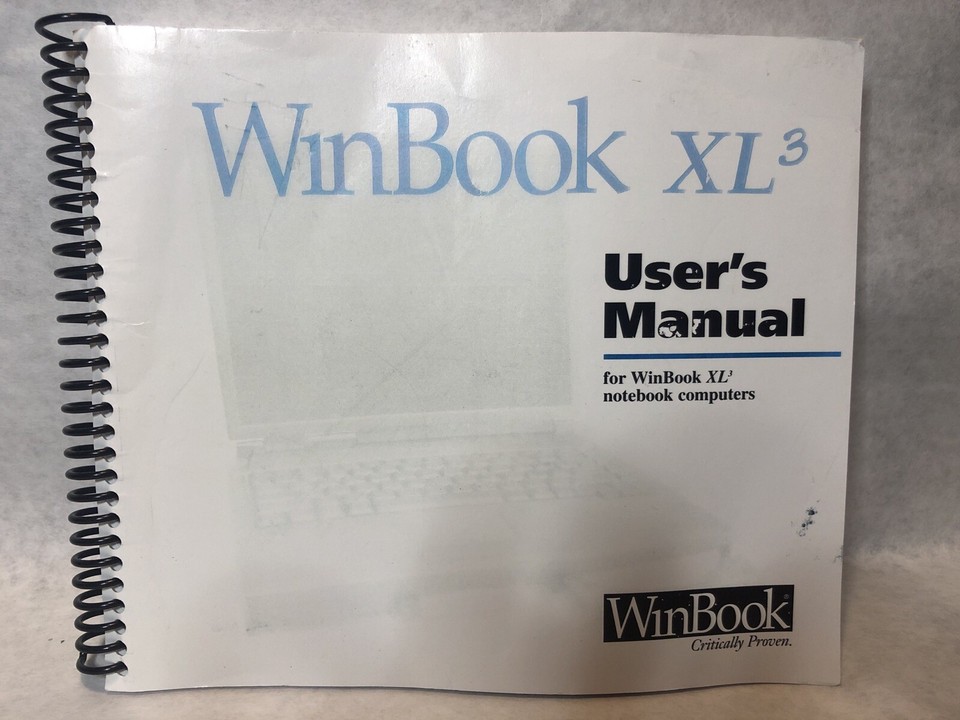 WinBook XL³
User's
Manual
for WinBook XL³
notebook computers
WinBook®
Critically Proven.